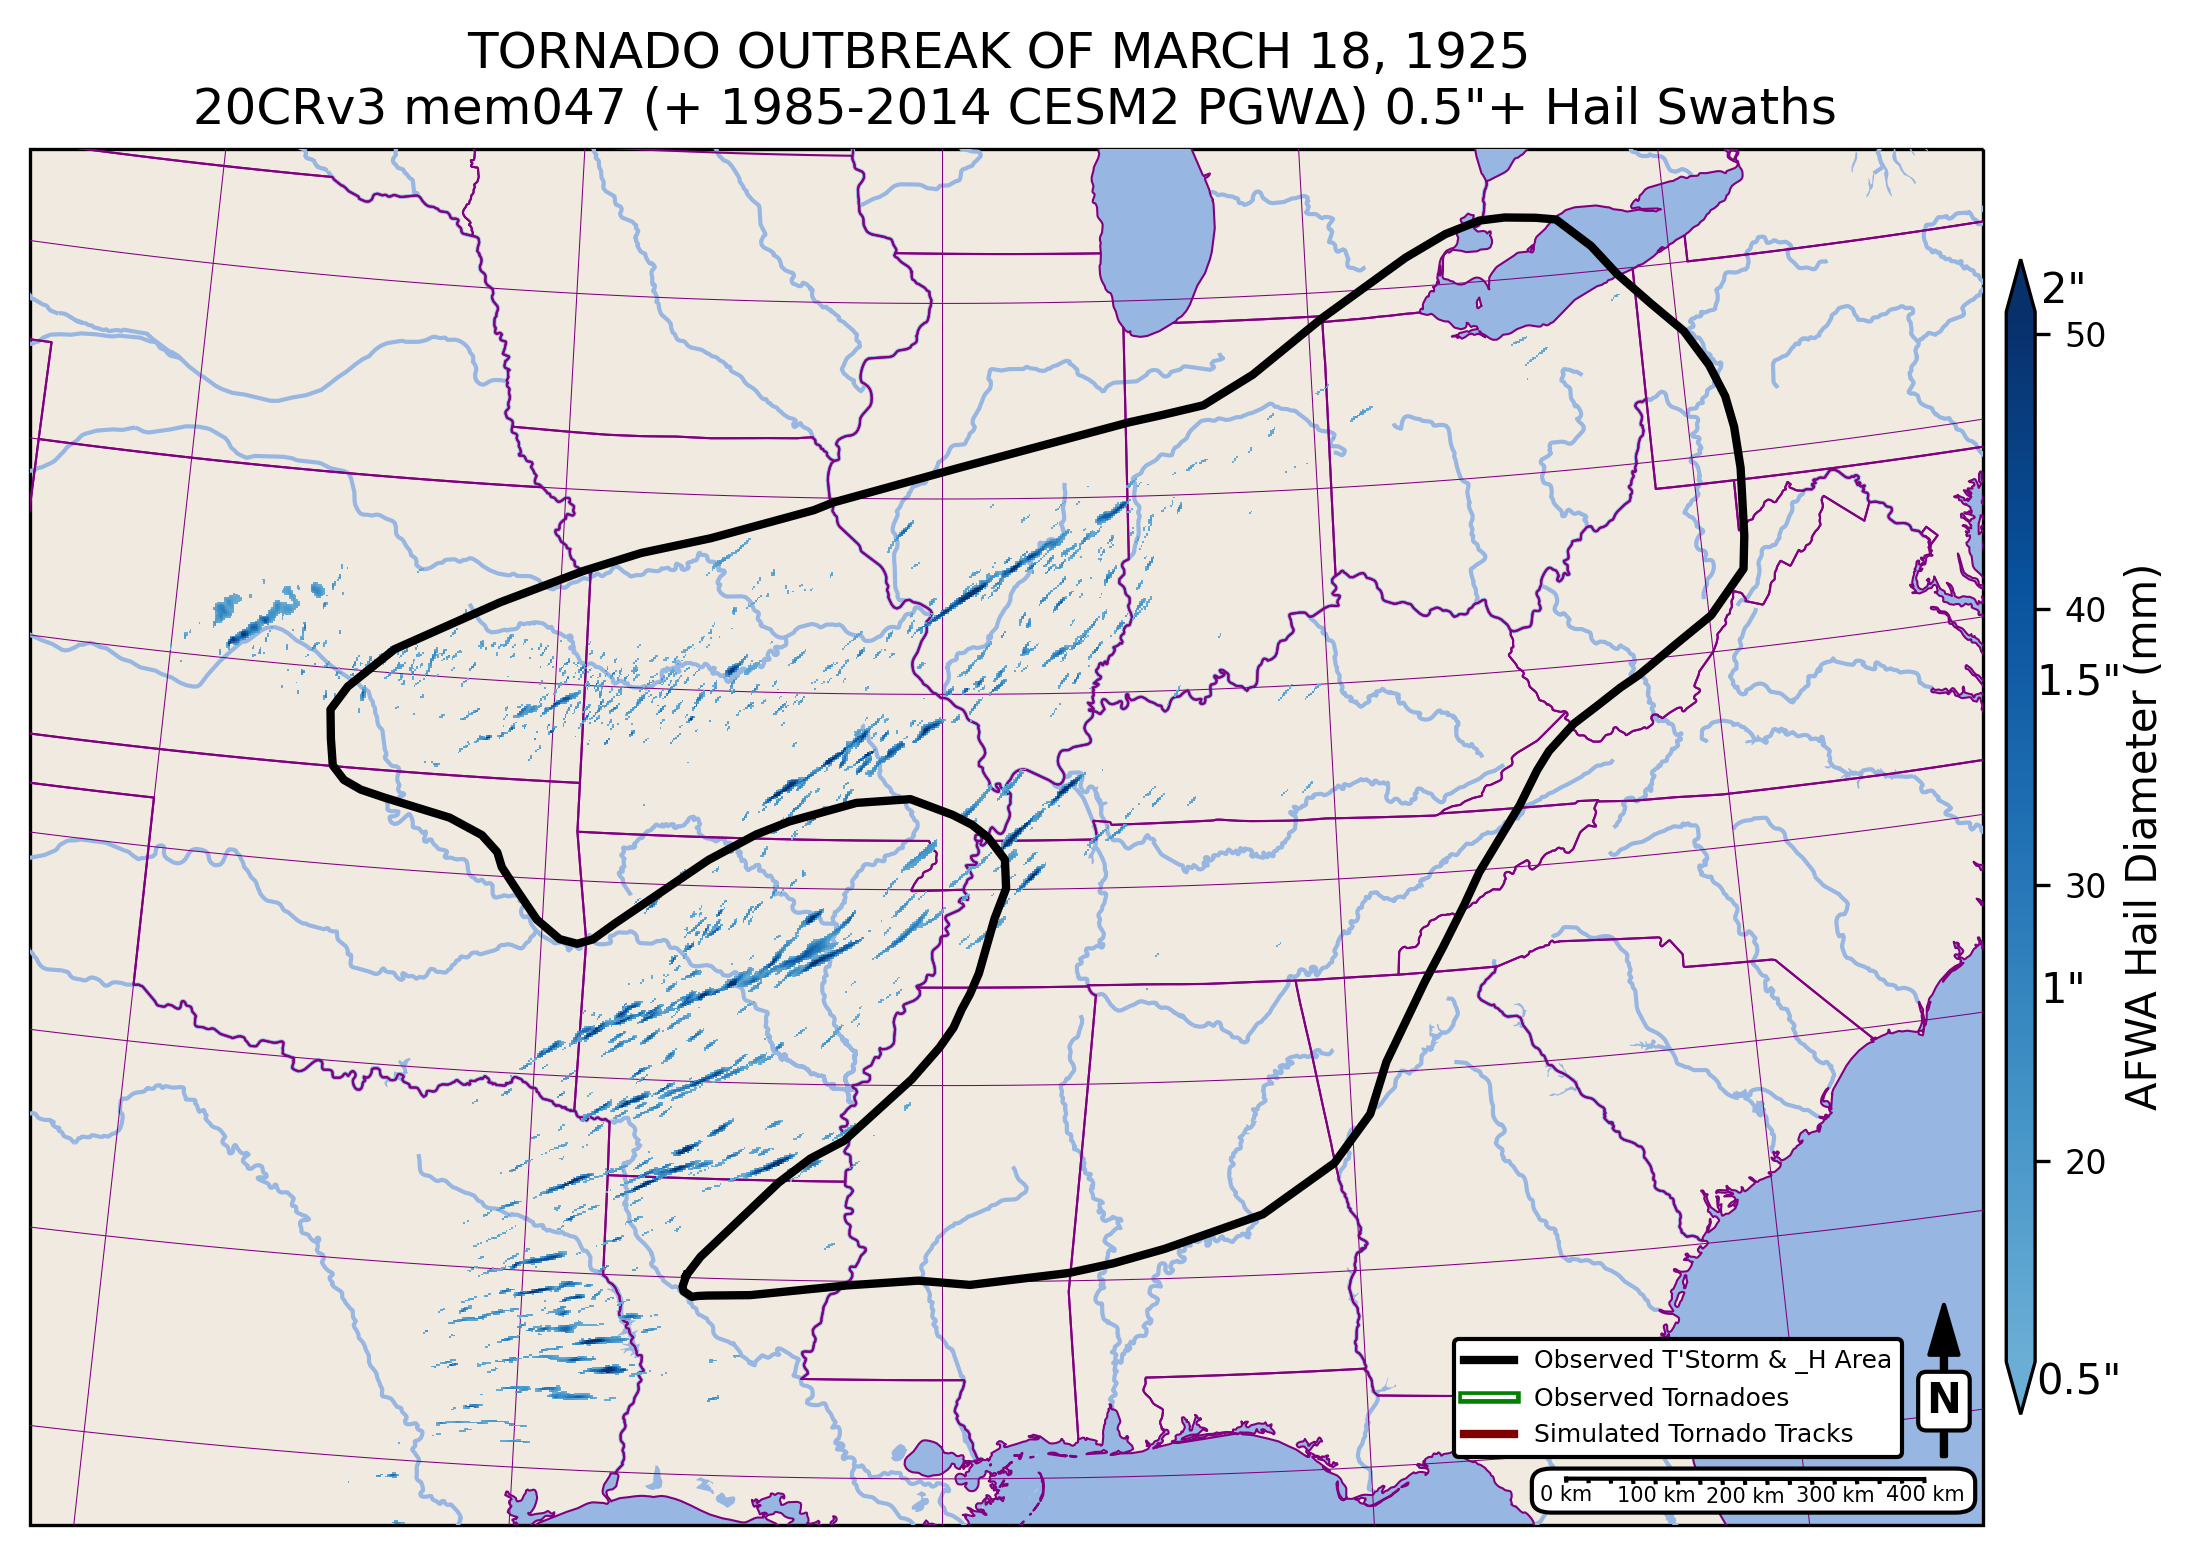 TORNADO OUTBREAK OF MARCH 18, 1925
20CRv3 mem047 (+ 1985-2014 CESM2 PGWΔ) 0.5"+ Hail Swaths
2"
50
40
1.5"
30
1"
20
0.5"
AFWA Hail Diameter (mm)
Observed T'Storm & _H Area
Observed Tornadoes
Simulated Tornado Tracks
N
0 km 100 km 200 km 300 km 400 km